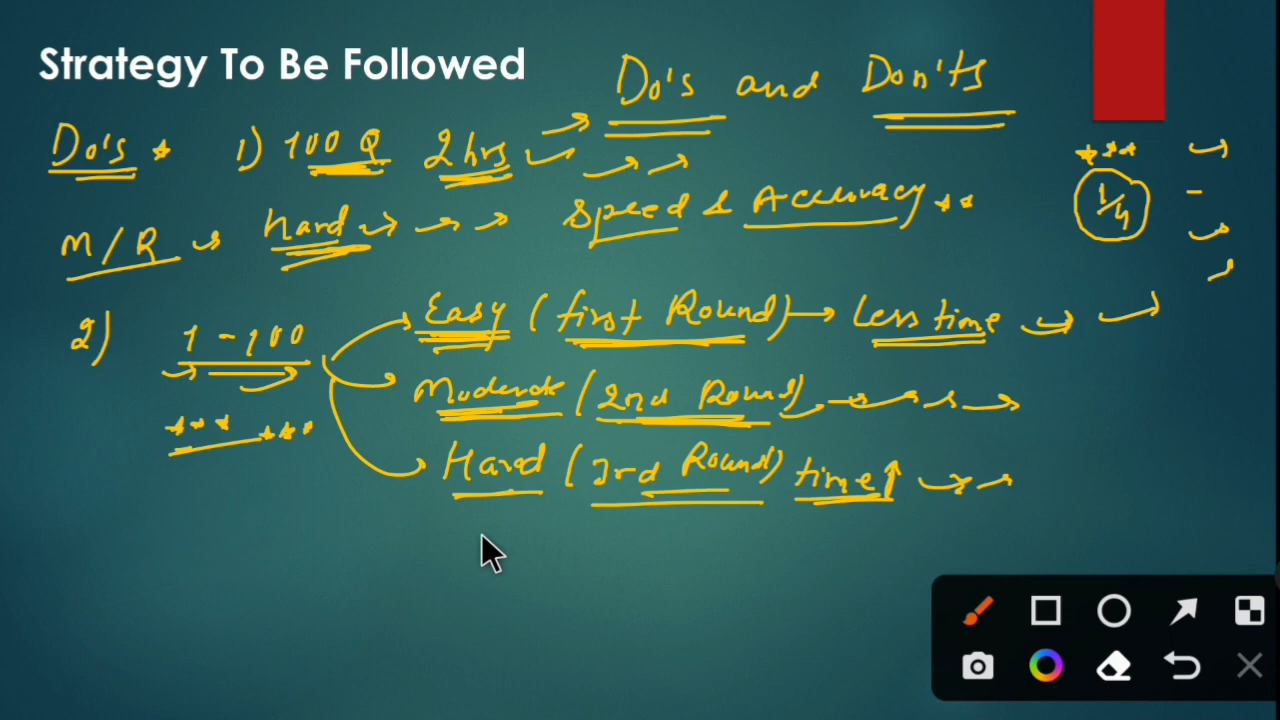 Strategy To Be Followed
Do's and Don'ts
Do's 1) 100 Q 2 hrs
M/R hard Speed & Accuracy
1/4
2) 1 - 100
Easy (first Round) Less time
Moderate (2nd Round)
Hard (3rd Round) time↑